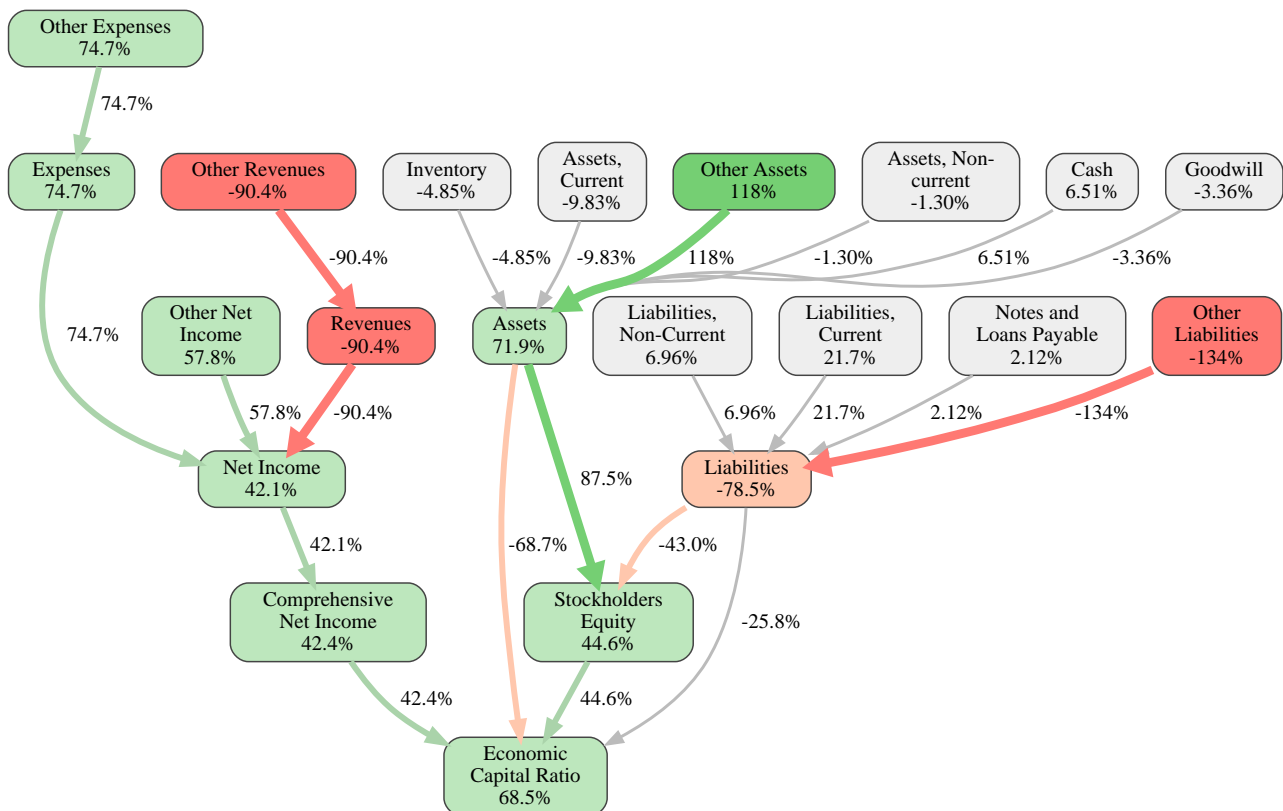 Other Expenses
74.7%
74.7%
Expenses
74.7%
Other Revenues
-90.4%
Inventory
-4.85%
Assets,
Current
-9.83%
Other Assets
118%
Assets, Non-
current
-1.30%
Cash
6.51%
Goodwill
-3.36%
-90.4%
-4.85%
-9.83%
118%
-1.30%
6.51%
-3.36%
74.7%
Other Net
Income
57.8%
Revenues
-90.4%
Assets
71.9%
Liabilities,
Non-Current
6.96%
Liabilities,
Current
21.7%
Notes and
Loans Payable
2.12%
Other
Liabilities
-134%
57.8%
-90.4%
6.96%
21.7%
2.12%
-134%
Net Income
42.1%
87.5%
Liabilities
-78.5%
42.1%
-68.7%
-43.0%
Comprehensive
Net Income
42.4%
Stockholders
Equity
44.6%
-25.8%
42.4%
44.6%
Economic
Capital Ratio
68.5%